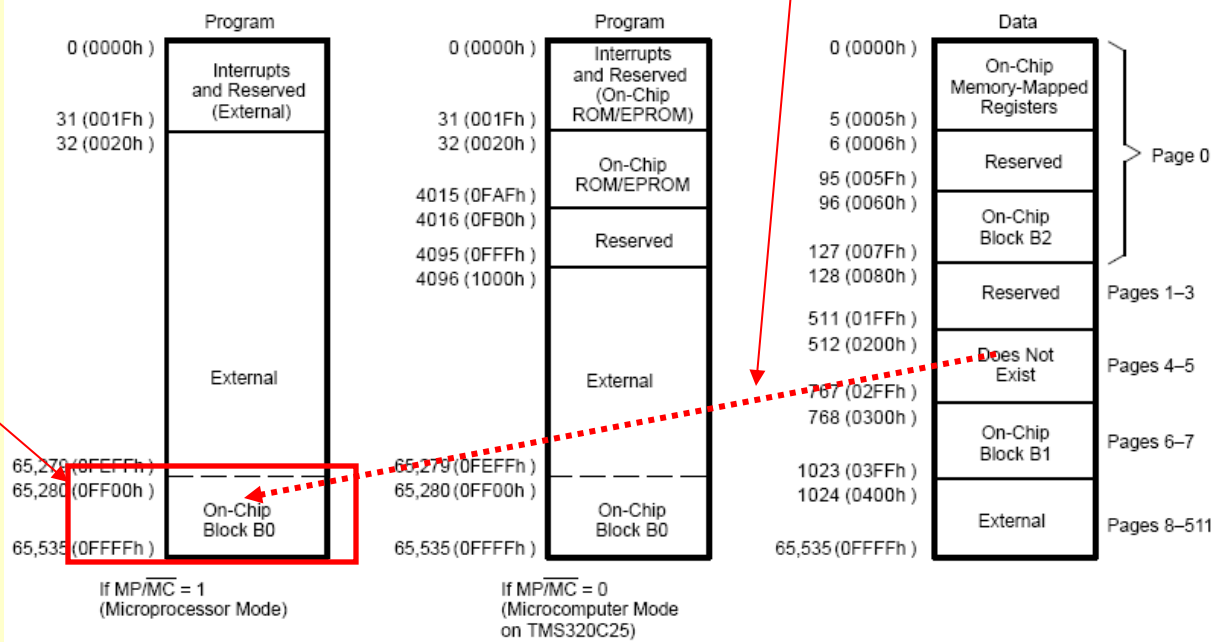 Program
0 (0000h )
Interrupts
and Reserved
(External)
31 (001Fh )
32 (0020h )
External
65,279 (0FEFFh )
65,280 (0FF00h )
On-Chip
Block B0
65,535 (0FFFFh )
If MP/MC = 1
(Microprocessor Mode)
Program
0 (0000h )
Interrupts
and Reserved
(On-Chip
ROM/EPROM)
31 (001Fh )
32 (0020h )
On-Chip
ROM/EPROM
4015 (0FAFh )
4016 (0FB0h )
Reserved
4095 (0FFFh )
4096 (1000h )
External
65,279 (0FEFFh )
65,280 (0FF00h )
On-Chip
Block B0
65,535 (0FFFFh )
If MP/MC = 0
(Microcomputer Mode
on TMS320C25)
Data
0 (0000h )
On-Chip
Memory-Mapped
Registers
5 (0005h )
6 (0006h )
Reserved
Page 0
95 (005Fh )
96 (0060h )
On-Chip
Block B2
127 (007Fh )
128 (0080h )
Reserved
Pages 1–3
511 (01FFh )
512 (0200h )
Does Not
Exist
Pages 4–5
767 (02FFh )
768 (0300h )
On-Chip
Block B1
Pages 6–7
1023 (03FFh )
1024 (0400h )
External
Pages 8–511
65,535 (0FFFFh )